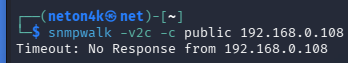 ┌──(neton4k㉿net)-[~]
└─$ snmpwalk -v2c -c public 192.168.0.108
Timeout: No Response from 192.168.0.108